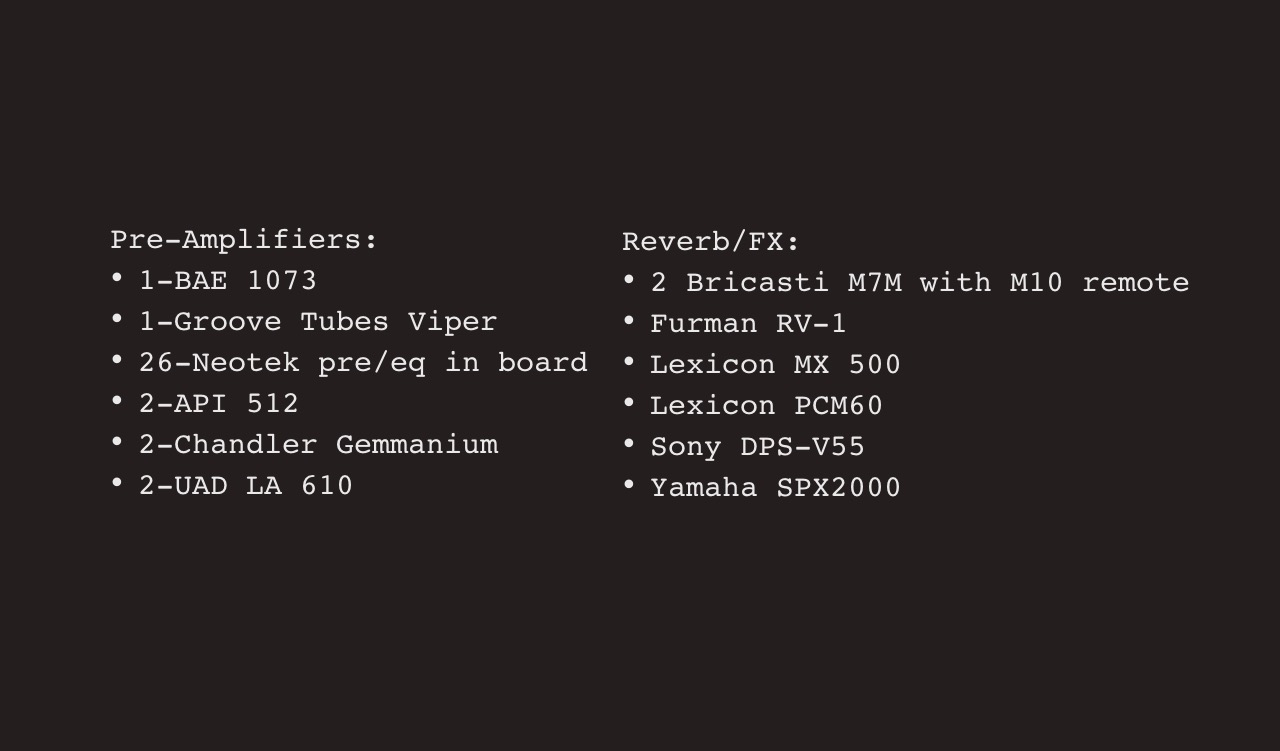 Pre-Amplifiers:
• 1-BAE 1073
• 1-Groove Tubes Viper
• 26-Neotek pre/eq in board
• 2-API 512
• 2-Chandler Gemmanium
• 2-UAD LA 610
Reverb/FX:
• 2 Bricasti M7M with M10 remote
• Furman RV-1
• Lexicon MX 500
• Lexicon PCM60
• Sony DPS-V55
• Yamaha SPX2000